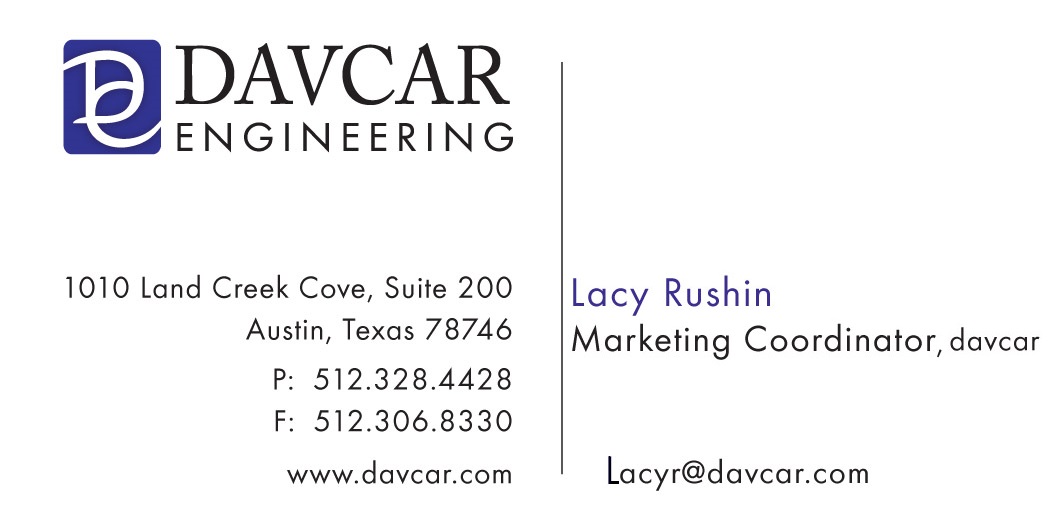 DAVCAR
ENGINEERING
1010 Land Creek Cove, Suite 200
Austin, Texas 78746
P: 512.328.4428
F: 512.306.8330
www.davcar.com
Lacy Rushin
Marketing Coordinator, davcar
Lacyr@davcar.com